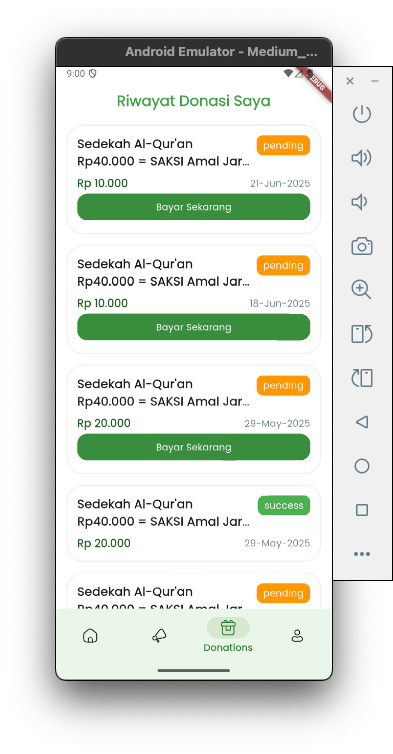 Android Emulator - Medium_...
9:00
DEBUG
Riwayat Donasi Saya
Sedekah Al-Qur'an
Rp40.000 = SAKSI Amal Jar...
pending
Rp 10.000
21-Jun-2025
Bayar Sekarang
Sedekah Al-Qur'an
Rp40.000 = SAKSI Amal Jar...
pending
Rp 10.000
18-Jun-2025
Bayar Sekarang
Sedekah Al-Qur'an
Rp40.000 = SAKSI Amal Jar...
pending
Rp 20.000
29-May-2025
Bayar Sekarang
Sedekah Al-Qur'an
Rp40.000 = SAKSI Amal Jar...
success
Rp 20.000
29-May-2025
Sedekah Al-Qur'an
Rp40.000 = SAKSI Amal Jar...
pending
Donations